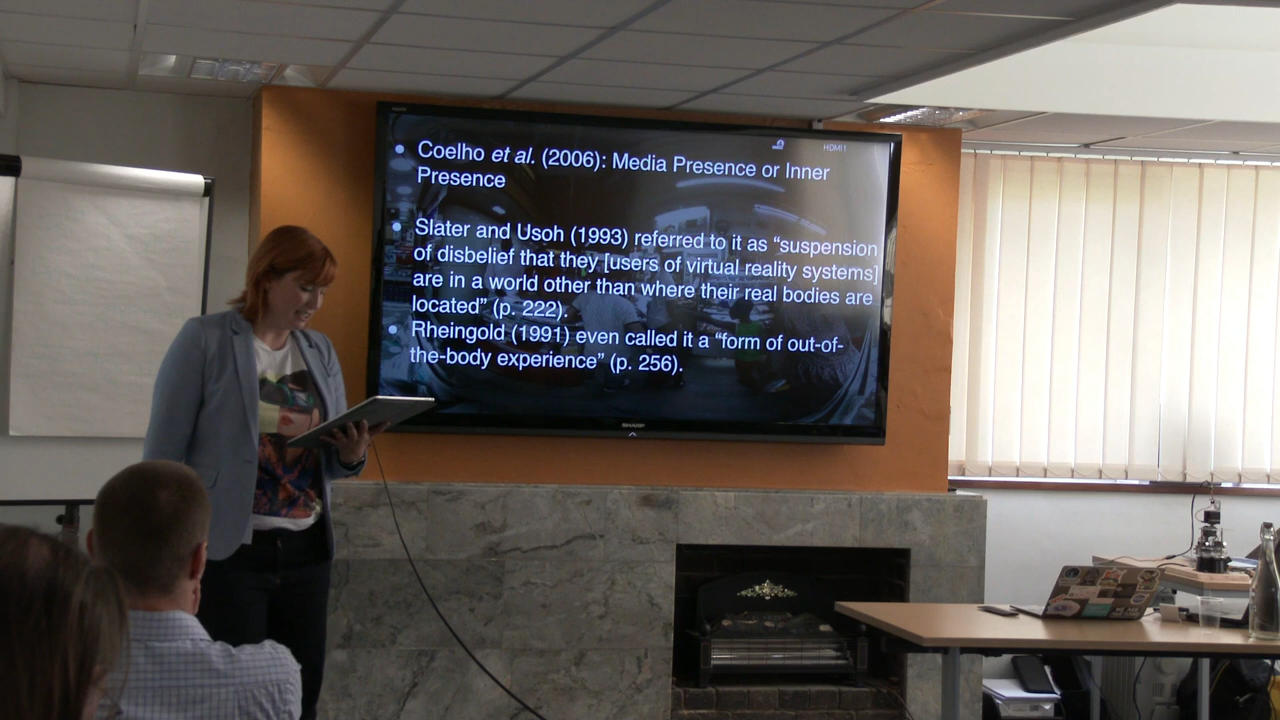 HDMI1
• Coelho et al. (2006): Media Presence or Inner
Presence
• Slater and Usoh (1993) referred to it as “suspension
of disbelief that they [users of virtual reality systems]
are in a world other than where their real bodies are
located” (p. 222).
• Rheingold (1991) even called it a “form of out-of-
the-body experience” (p. 256).
SHARP